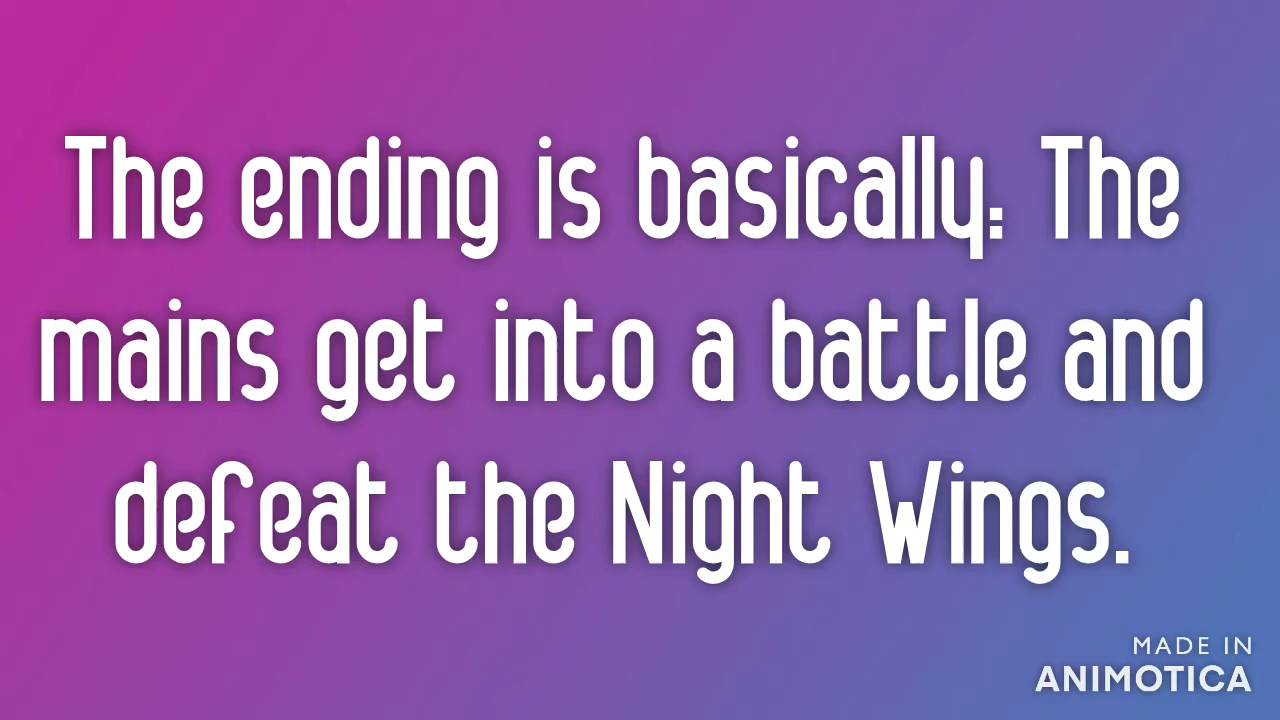 The ending is basically: The
mains get into a battle and
defeat the Night Wings.
MADE IN
ANIMOTICA